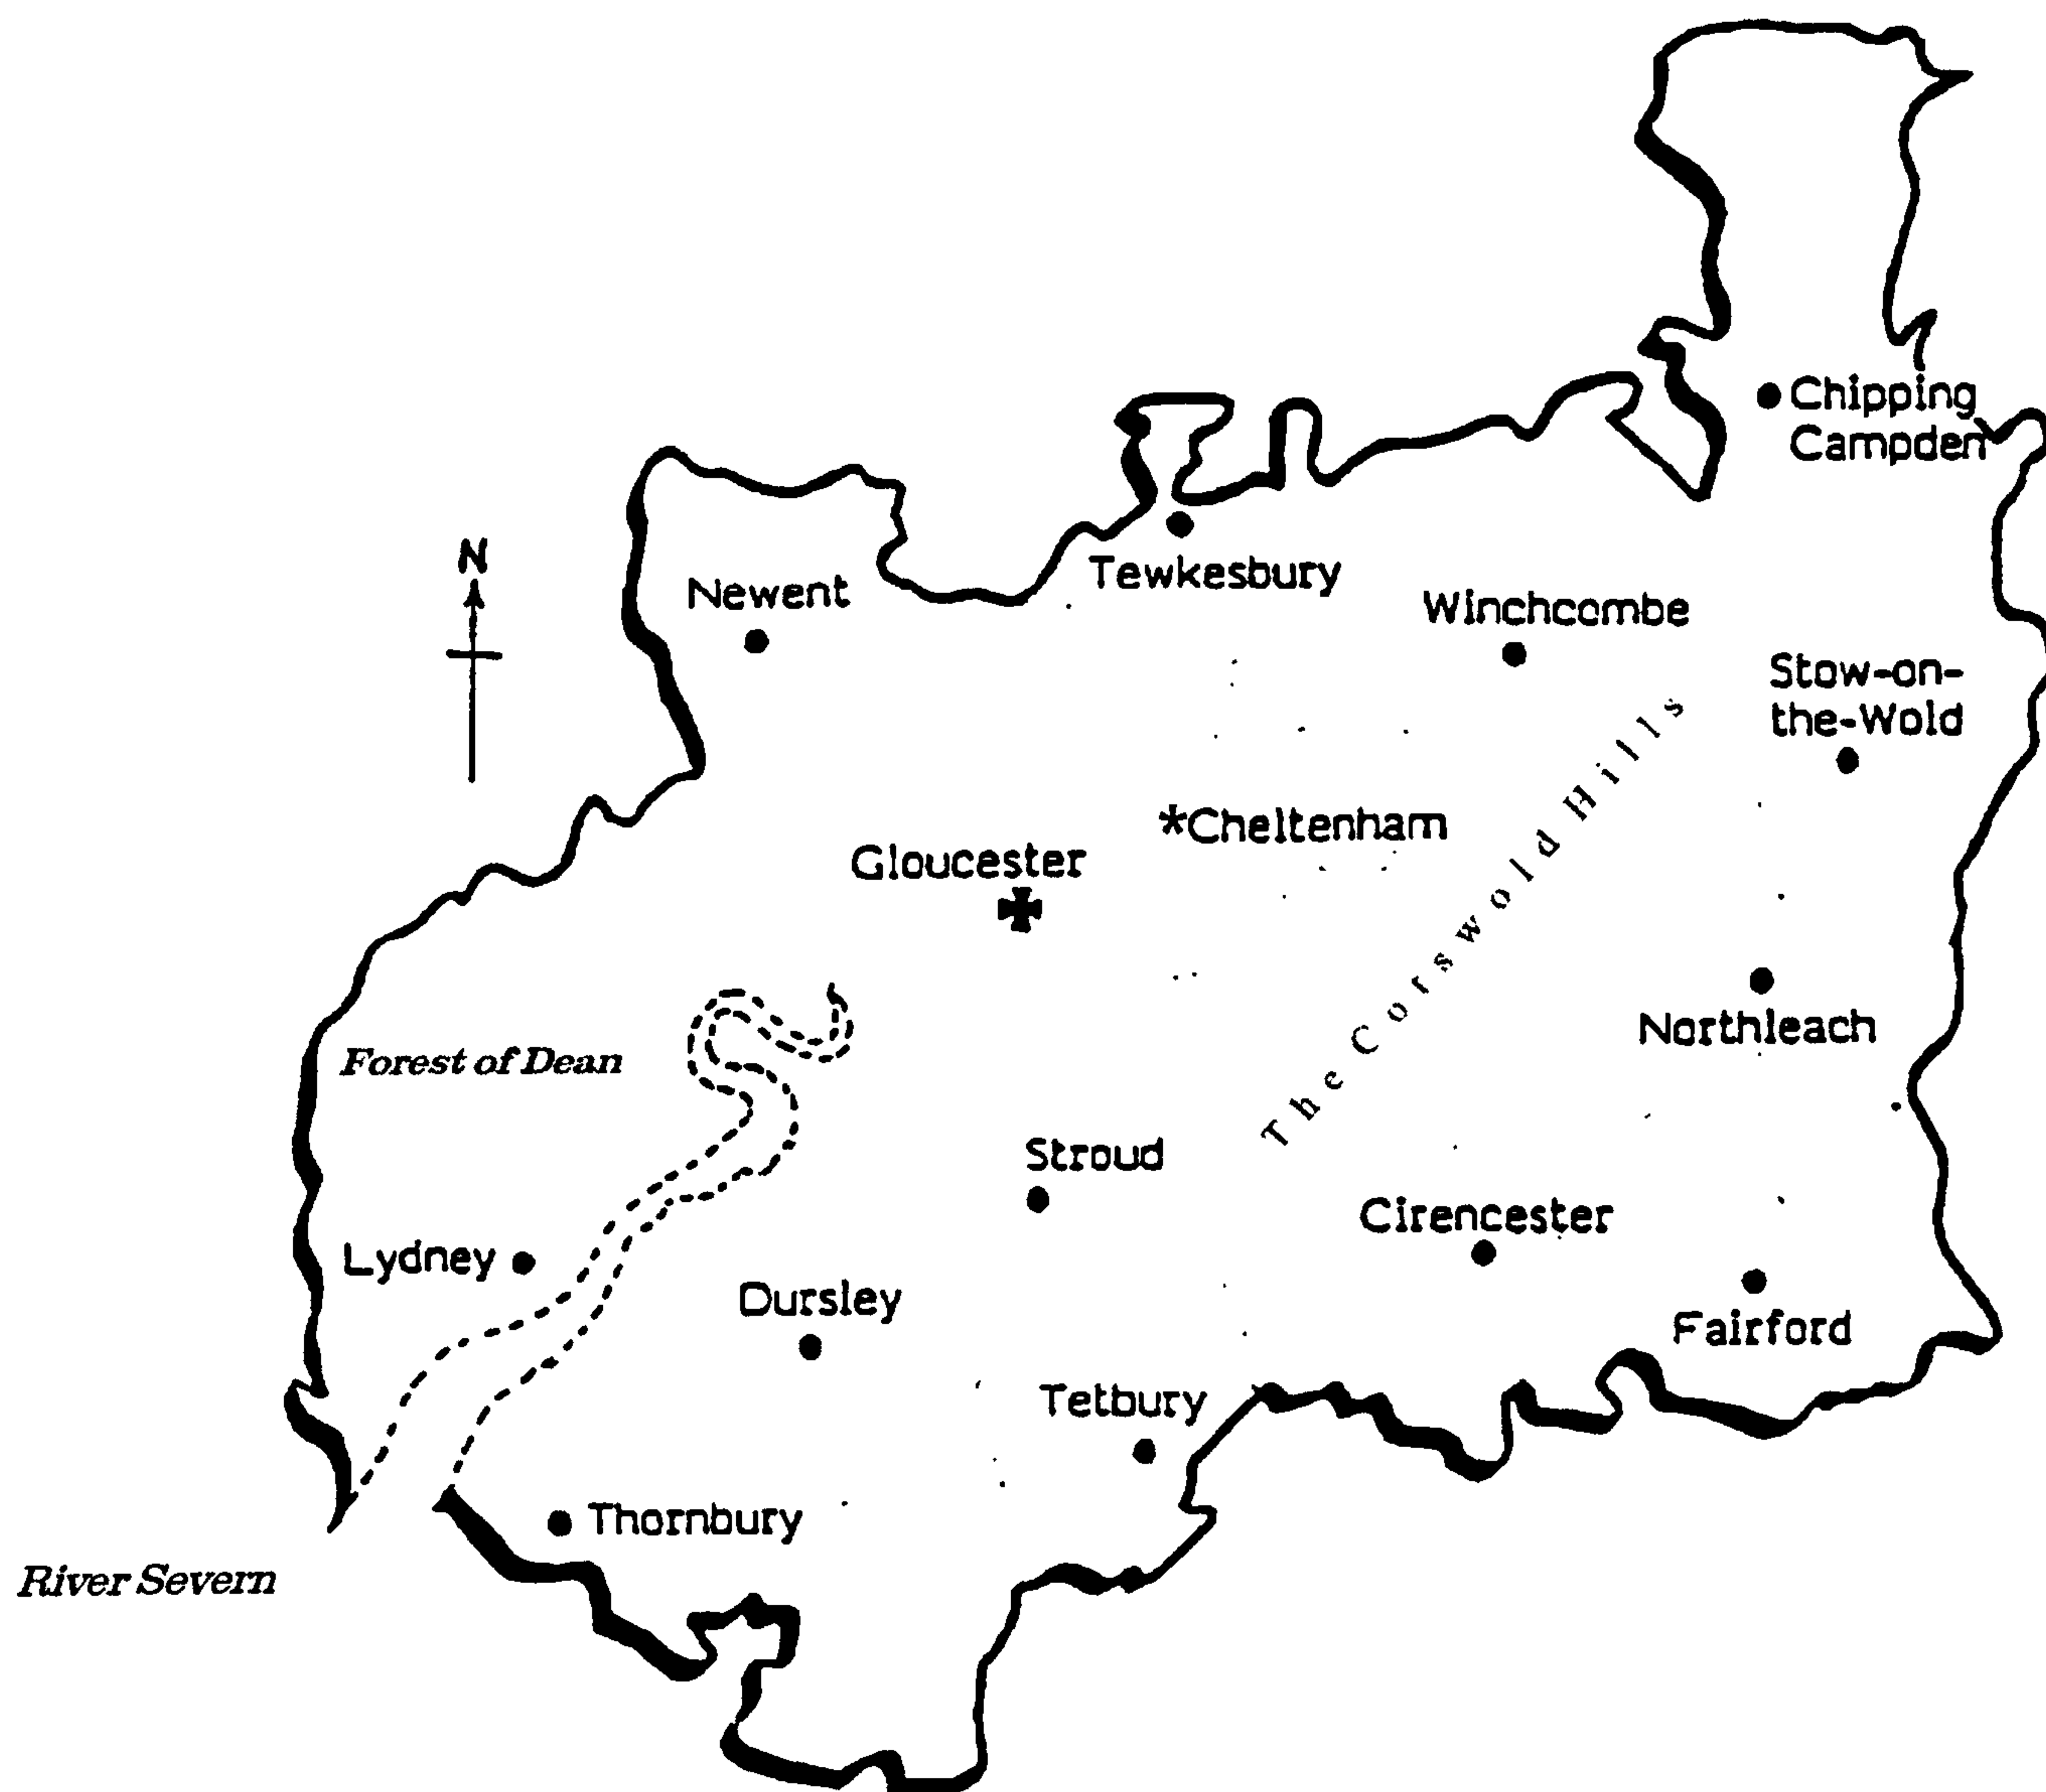 Chipping
Campden
N
Tewkesbury
Newent
Winchcombe
Stow-on-
the-Wold
*Cheltenham
Gloucester
The Corswold Hills
Northleach
Forest of Dean
Stroud
Cirencester
Lydney
Dursley
Fairford
Tetbury
Thornbury
River Severn